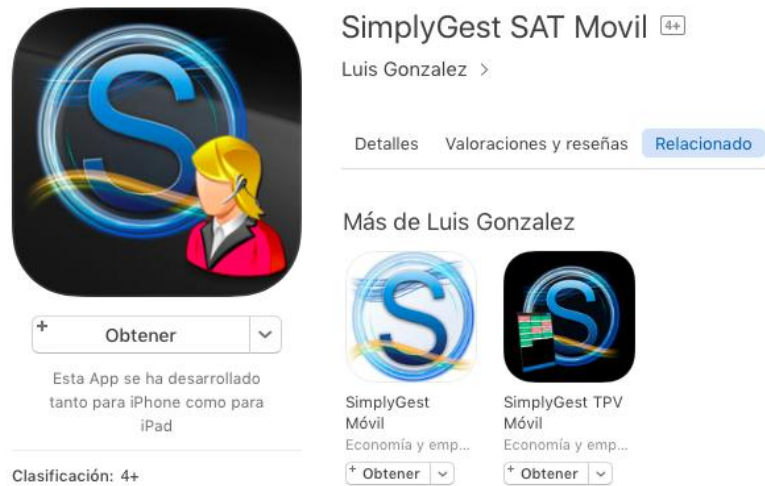 SimplyGest SAT Movil 4+
Luis Gonzalez >
Detalles Valoraciones y reseñas Relacionado
Más de Luis Gonzalez
S
S
S
+ Obtener
Esta App se ha desarrollado
tanto para iPhone como para
iPad
Clasificación: 4+
SimplyGest
Móvil
Economía y emp...
+ Obtener
SimplyGest TPV
Móvil
Economía y emp...
+ Obtener